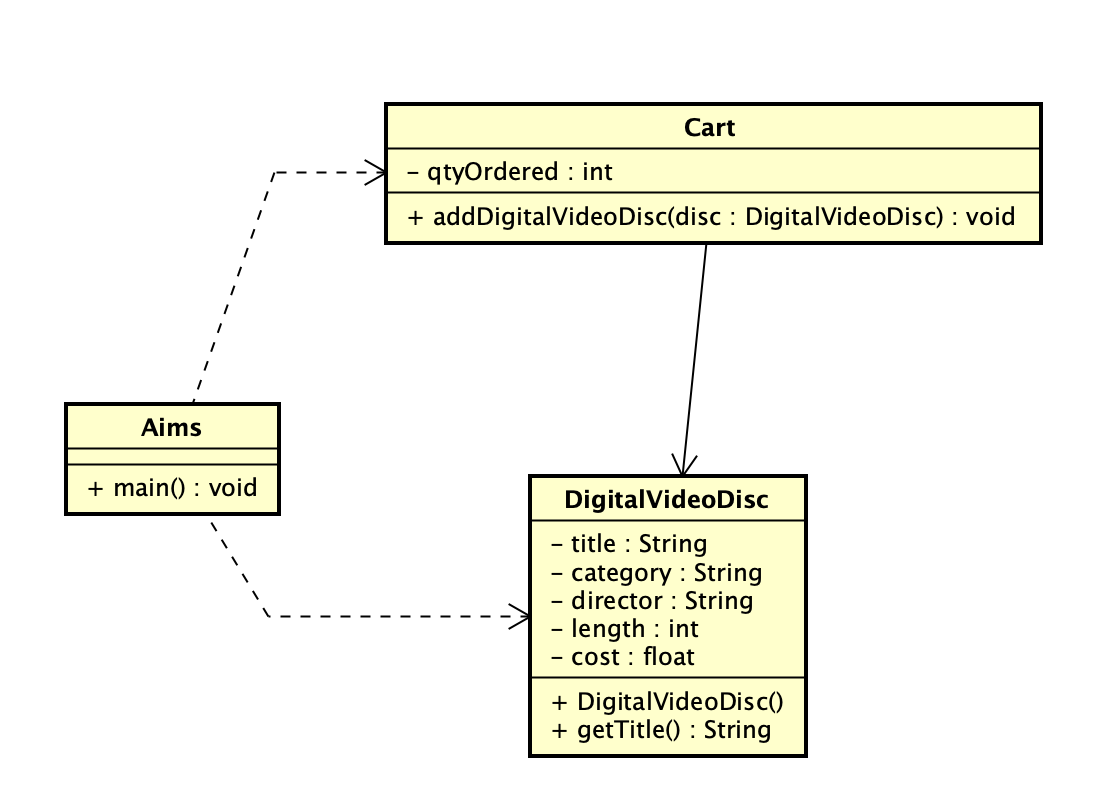 Cart
- qtyOrdered : int
+ addDigitalVideoDisc(disc : DigitalVideoDisc) : void
Aims
+ main() : void
DigitalVideoDisc
- title : String
- category : String
- director : String
- length : int
- cost : float
+ DigitalVideoDisc()
+ getTitle() : String